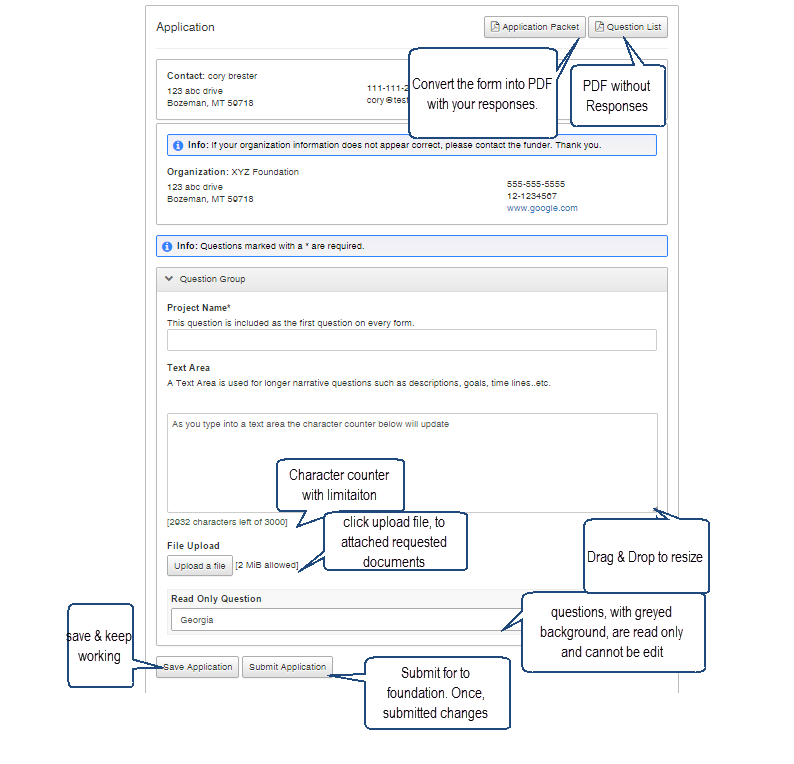 Application
Application Packet
Question List
Convert the form into PDF
with your responses.
PDF without
Responses
Contact: cory brester
123 abc drive
Bozeman, MT 59718
111-111-2
cory@test
Info: If your organization information does not appear correct, please contact the funder. Thank you.
Organization: XYZ Foundation
123 abc drive
Bozeman, MT 59718
555-555-5555
12-1234567
www.google.com
Info: Questions marked with a * are required.
Question Group
Project Name*
This question is included as the first question on every form.
Text Area
A Text Area is used for longer narrative questions such as descriptions, goals, time lines..etc.
As you type into a text area the character counter below will update
Character counter
with limitaiton
[2932 characters left of 3000]
click upload file, to
attached requested
documents
Drag & Drop to resize
File Upload
Upload a file [2 MiB allowed]
Read Only Question
Georgia
questions, with greyed
background, are read only
and cannot be edit
save & keep
working
Save Application
Submit Application
Submit for to
foundation. Once,
submitted changes